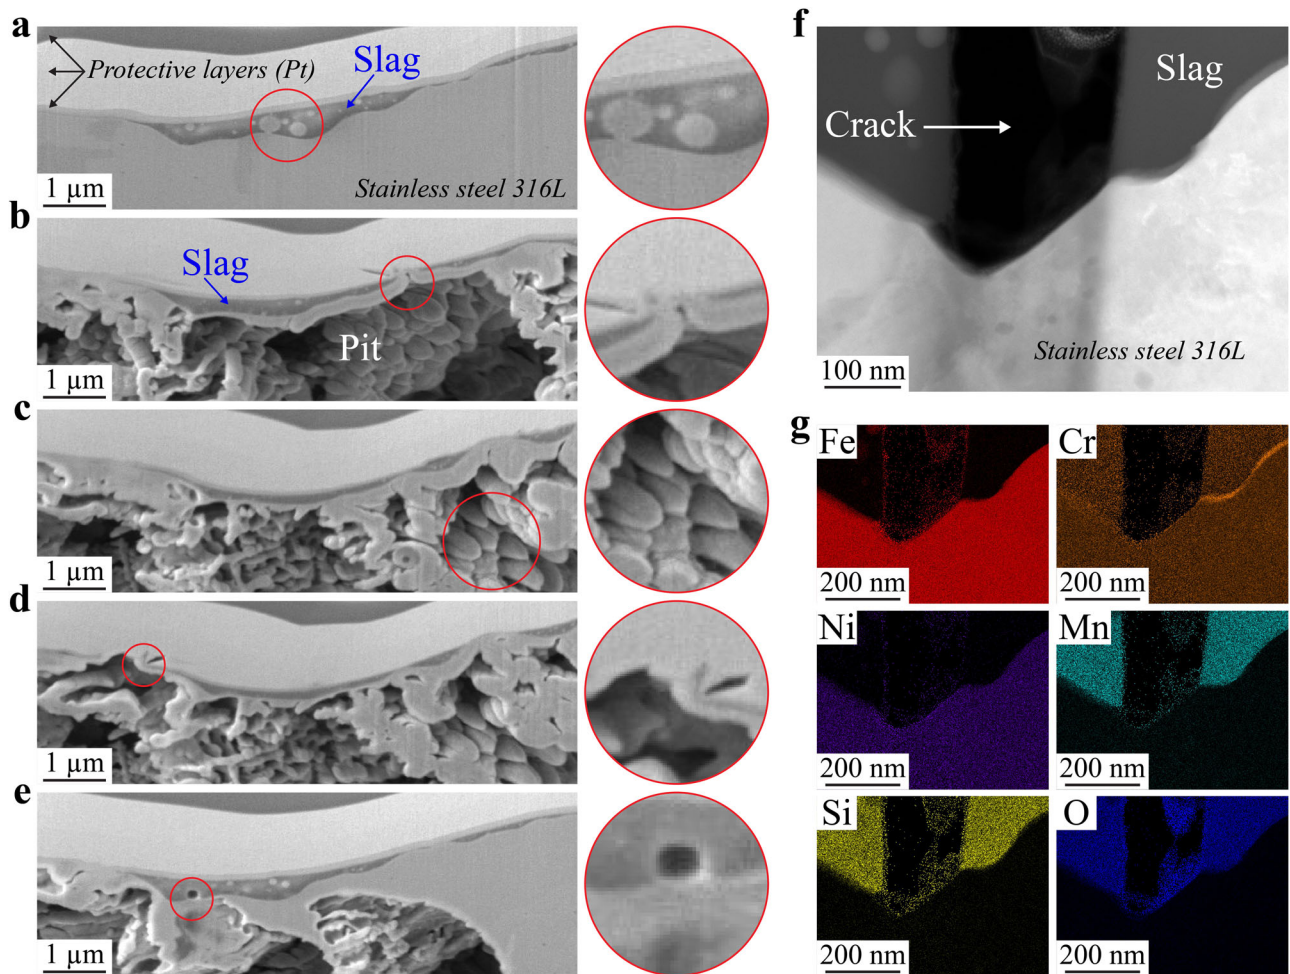 a
Protective layers (Pt)
Slag
1 µm
Stainless steel 316L
b
Slag
Pit
1 µm
c
1 µm
d
1 µm
e
1 µm
f
Slag
Crack
Stainless steel 316L
100 nm
g
Fe
200 nm
Cr
200 nm
Ni
200 nm
Mn
200 nm
Si
200 nm
O
200 nm